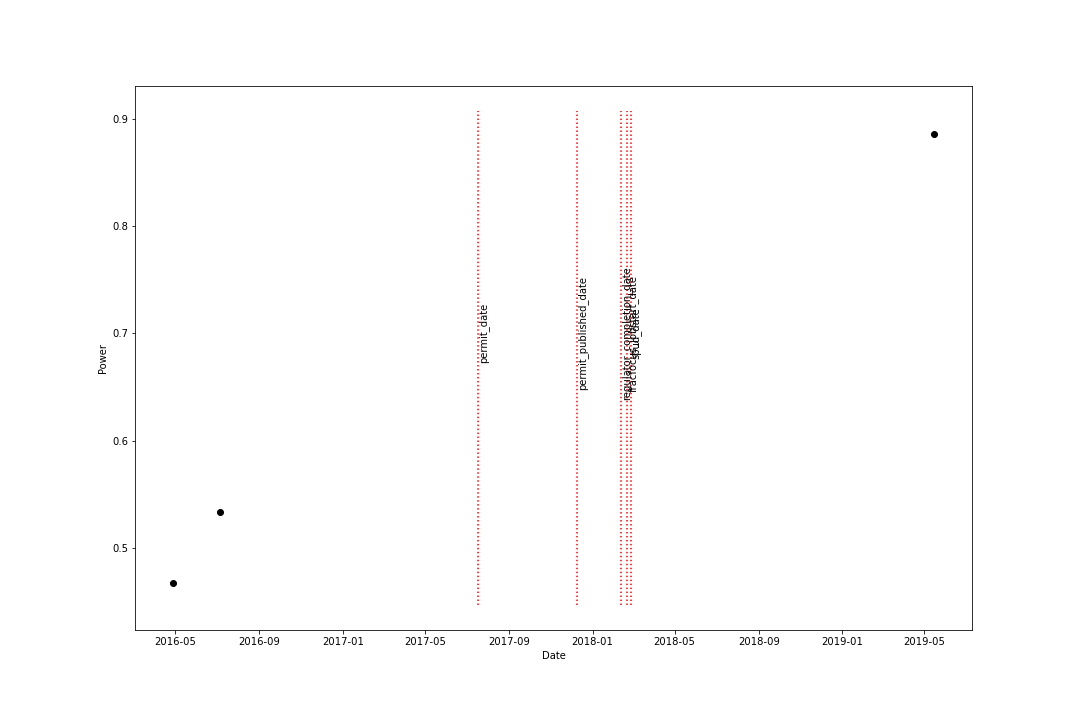 0.9
0.8
0.7
0.6
0.5
Power
permit_date
permit_published_date
regulator_completion_date
spud_date
2016-05 2016-09 2017-01 2017-05 2017-09 2018-01 2018-05 2018-09 2019-01 2019-05
Date